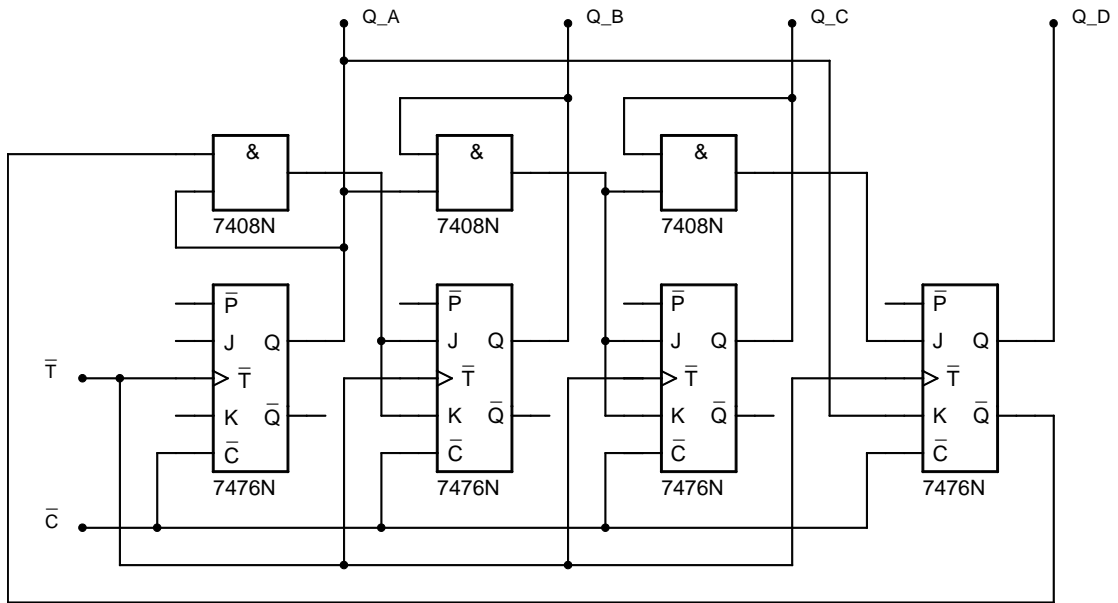 Q_A
Q_B
Q_C
Q_D
&
&
&
7408N
7408N
7408N
P̅
P̅
P̅
P̅
J Q
J Q
J Q
J Q
T̅
T̅
T̅
T̅
T̅
K Q̅
K Q̅
K Q̅
K Q̅
C̅
C̅
C̅
C̅
7476N
7476N
7476N
7476N
C̅